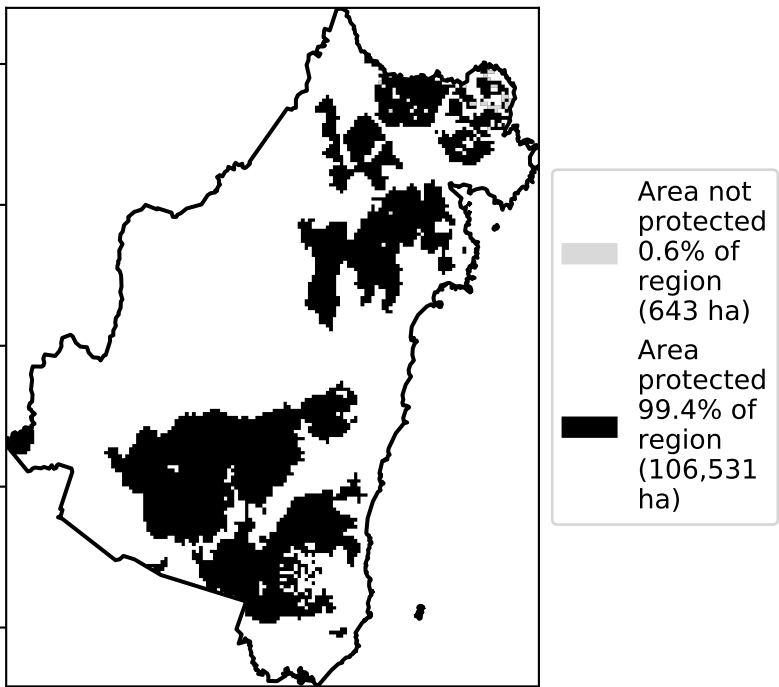 Area not
protected
0.6% of
region
(643 ha)
Area
protected
99.4% of
region
(106,531
ha)